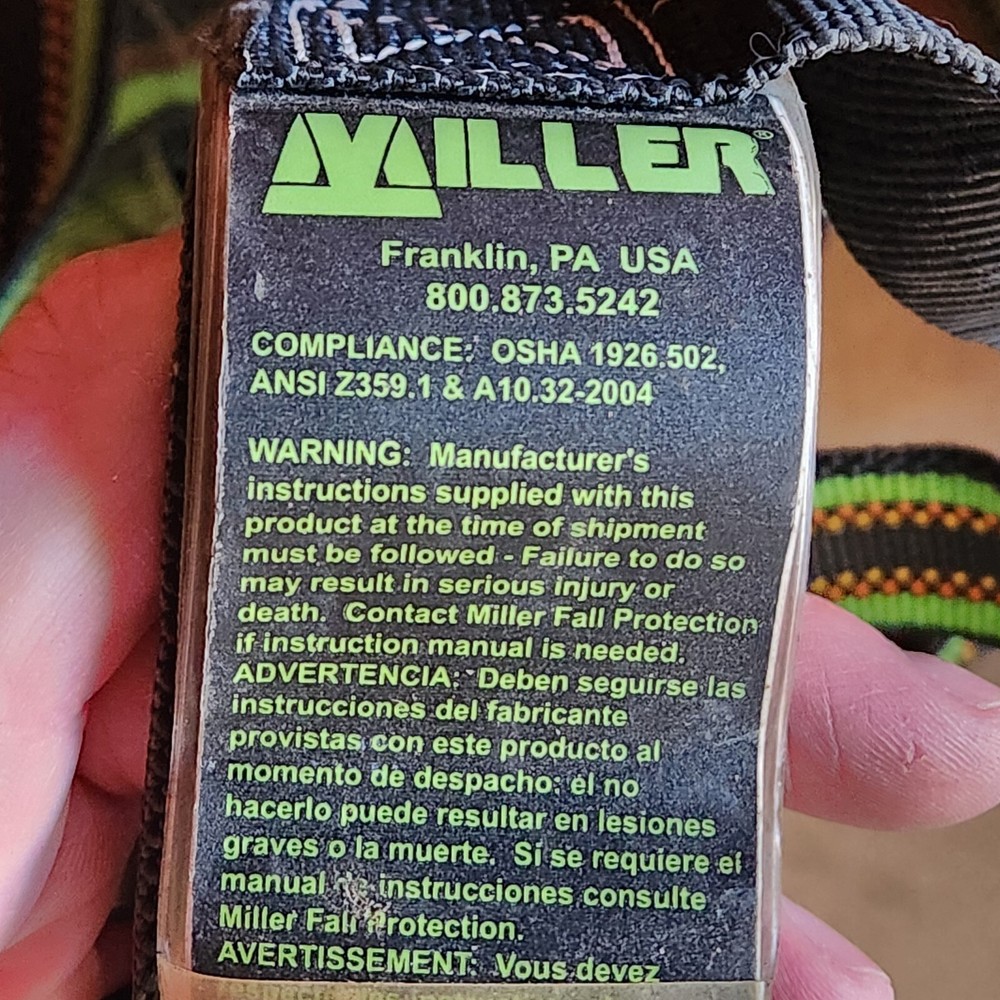 MILLER®
Franklin, PA USA
800.873.5242
COMPLIANCE: OSHA 1926.502,
ANSI Z359.1 & A10.32-2004
WARNING: Manufacturer's
instructions supplied with this
product at the time of shipment
must be followed - Failure to do so
may result in serious injury or
death. Contact Miller Fall Protection
if instruction manual is needed.
ADVERTENCIA: Deben seguirse las
instrucciones del fabricante
provistas con este producto al
momento de despacho: el no
hacerlo puede resultar en lesiones
graves o la muerte. Si se requiere el
manual instrucciones consulte
Miller Fall Protection.
AVERTISSEMENT: Vous devez